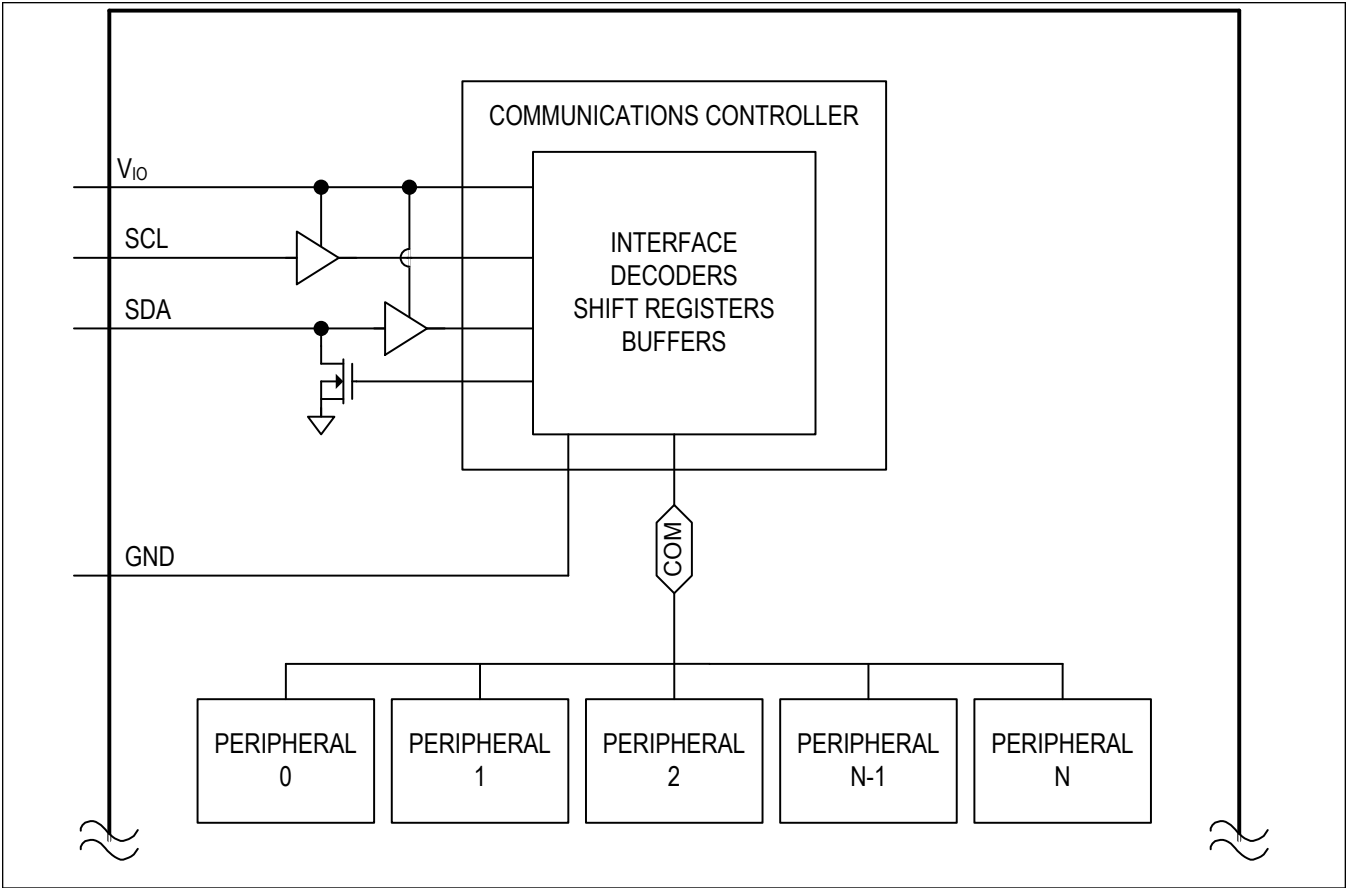 COMMUNICATIONS CONTROLLER
VIO
SCL
SDA
INTERFACE
DECODERS
SHIFT REGISTERS
BUFFERS
GND
COM
PERIPHERAL
0
PERIPHERAL
1
PERIPHERAL
2
PERIPHERAL
N-1
PERIPHERAL
N